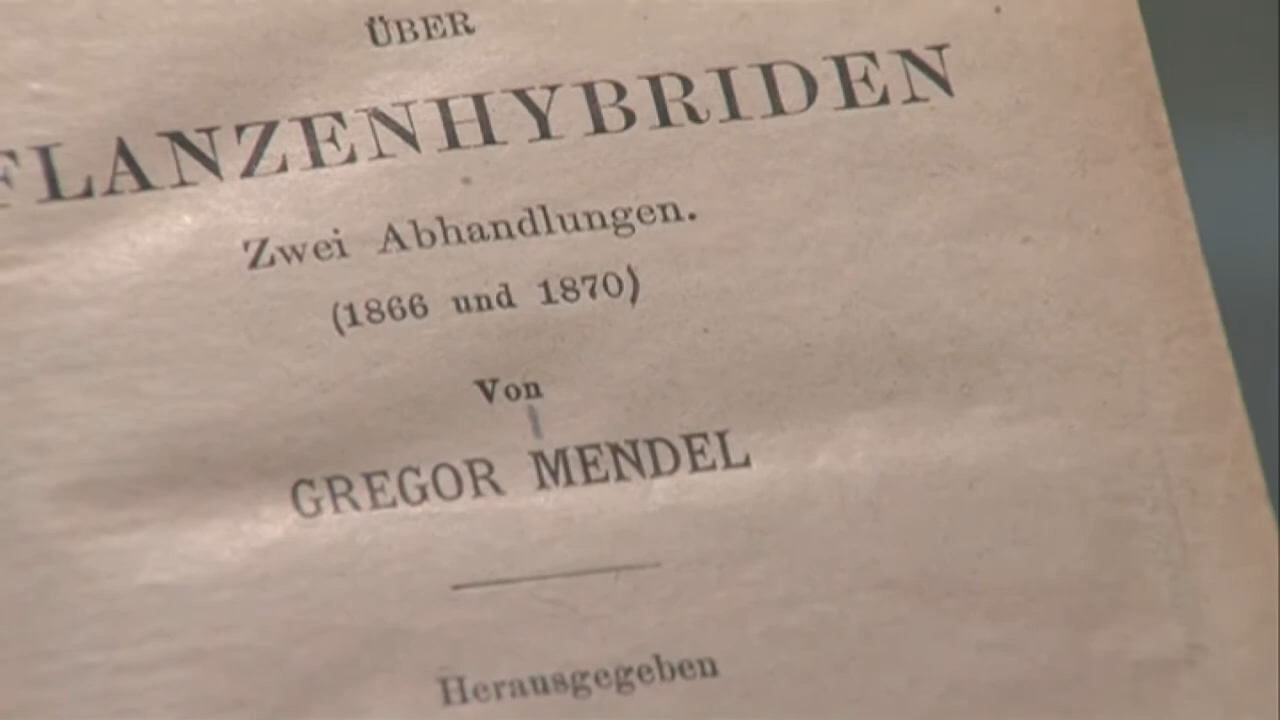 ÜBER
FLANZENHYBRIDEN
Zwei Abhandlungen.
(1866 und 1870)
Von
GREGOR MENDEL
Herausgegeben